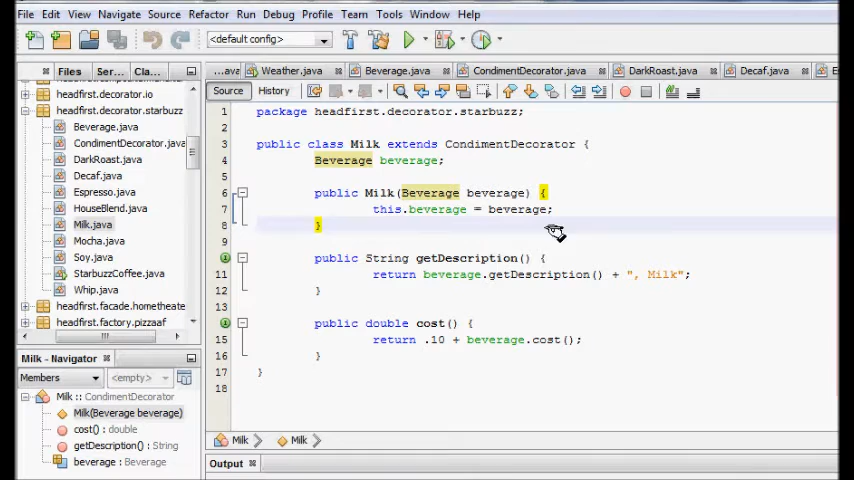 File Edit View Navigate Source Refactor Run Debug Profile Team Tools Window Help
<default config>
Files Ser... Cla...
...ava Weather.java Beverage.java CondimentDecorator.java DarkRoast.java Decaf.java
Source History
headfirst.decorator.io
headfirst.decorator.starbuzz
Beverage.java
CondimentDecorator.java
DarkRoast.java
Decaf.java
Espresso.java
HouseBlend.java
Milk.java
Mocha.java
Soy.java
StarbuzzCoffee.java
Whip.java
headfirst.facade.hometheate
headfirst.factory.pizzaaf
Milk - Navigator
Members <empty>
Milk :: CondimentDecorator
Milk(Beverage beverage)
cost() : double
getDescription() : String
beverage : Beverage
1 package headfirst.decorator.starbuzz;
2
3 public class Milk extends CondimentDecorator {
4 Beverage beverage;
5
6 public Milk(Beverage beverage) {
7 this.beverage = beverage;
8 }
9
public String getDescription() {
11 return beverage.getDescription() + ", Milk";
12 }
13
public double cost() {
15 return .10 + beverage.cost();
16 }
17 }
18
Milk Milk
Output